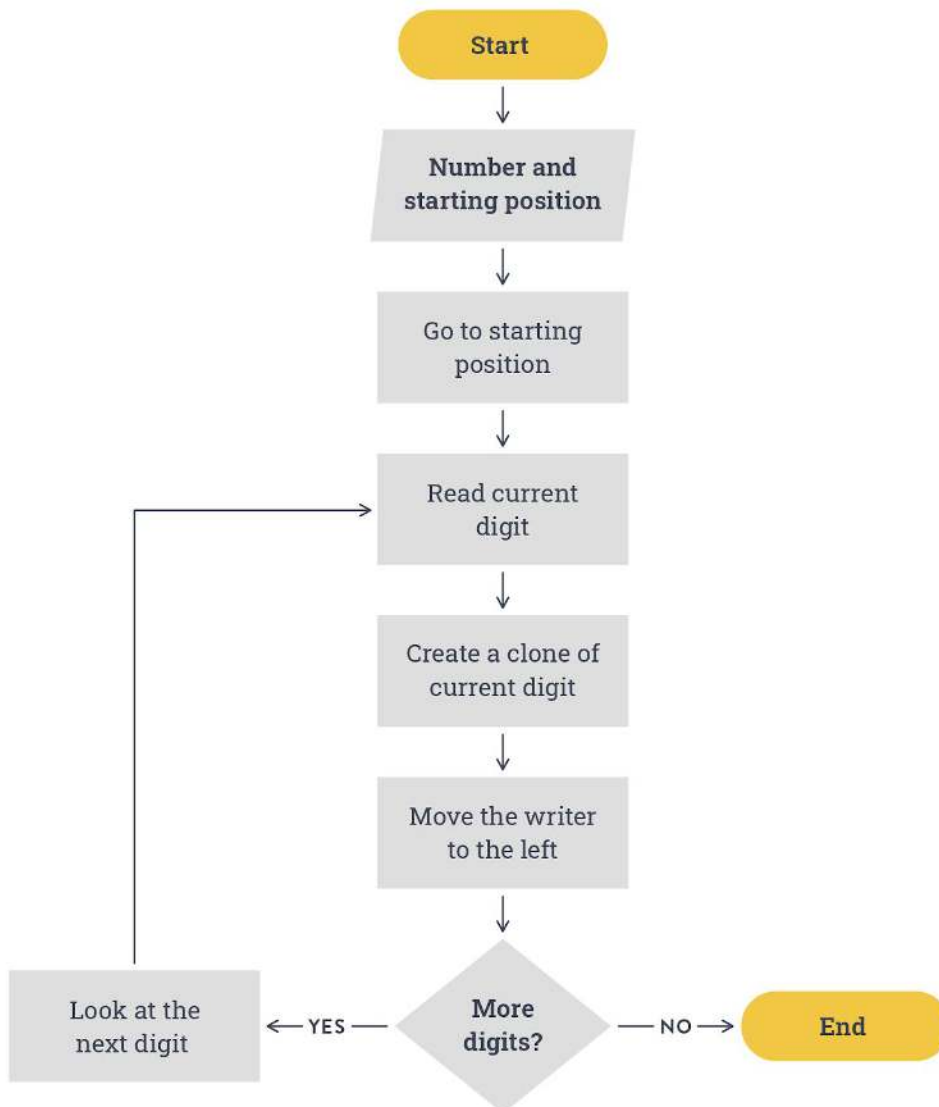 Start
Number and
starting position
Go to starting
position
Read current
digit
Create a clone of
current digit
Move the writer
to the left
More
digits?
YES
Look at the
next digit
NO
End